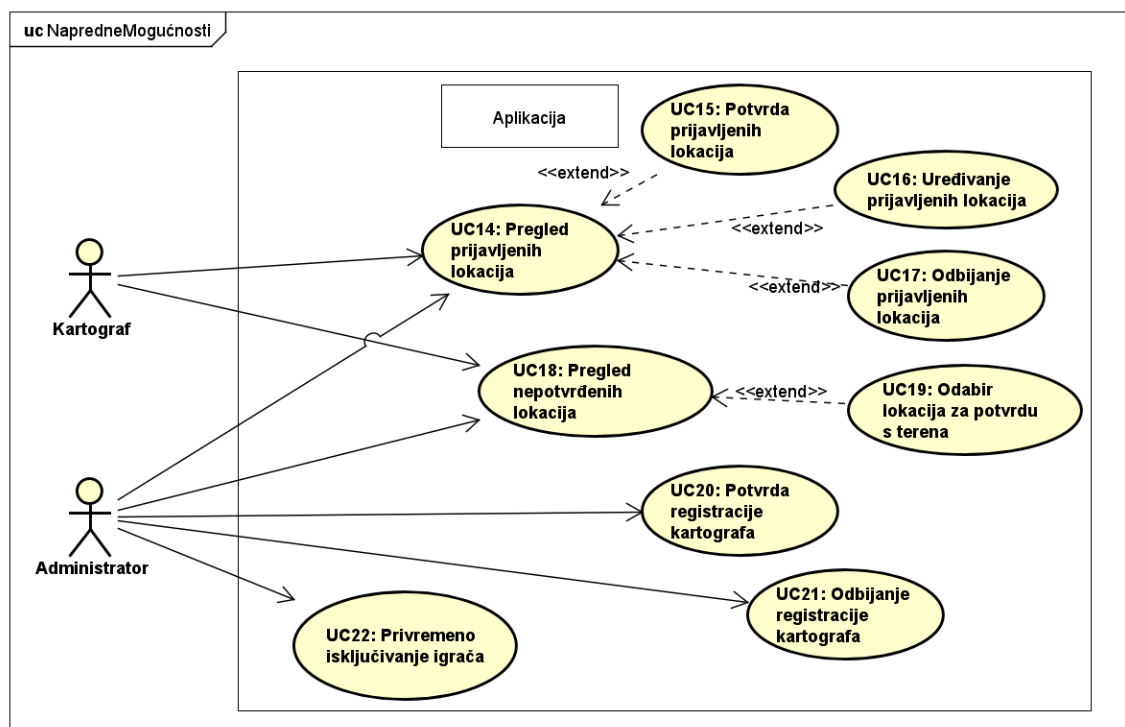 uc NapredneMogućnosti
Aplikacija
UC15: Potvrda
prijavljenih
lokacija
<<extend>>
UC16: Uređivanje
prijavljenih lokacija
<<extend>>
UC14: Pregled
prijavljenih
lokacija
UC17: Odbijanje
prijavljenih
lokacija
<<extend>>
Kartograf
UC18: Pregled
nepotvrđenih
lokacija
<<extend>>
UC19: Odabir
lokacija za potvrdu
s terena
UC20: Potvrda
registracije
kartografa
Administrator
UC21: Odbijanje
registracije
kartografa
UC22: Privremeno
isključivanje igrača